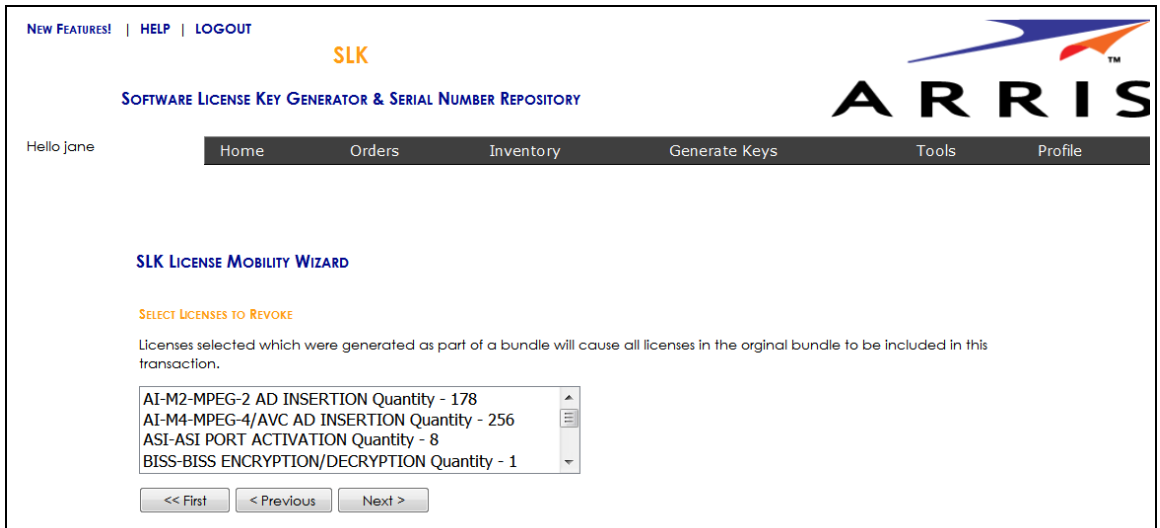 NEW FEATURES! | HELP | LOGOUT
SLK
SOFTWARE LICENSE KEY GENERATOR & SERIAL NUMBER REPOSITORY
TM
ARRIS
Hello jane
Home Orders Inventory Generate Keys Tools Profile
SLK LICENSE MOBILITY WIZARD
SELECT LICENSES TO REVOKE
Licenses selected which were generated as part of a bundle will cause all licenses in the orginal bundle to be included in this
transaction.
AI-M2-MPEG-2 AD INSERTION Quantity - 178
AI-M4-MPEG-4/AVC AD INSERTION Quantity - 256
ASI-ASI PORT ACTIVATION Quantity - 8
BISS-BISS ENCRYPTION/DECRYPTION Quantity - 1
<< First < Previous Next >